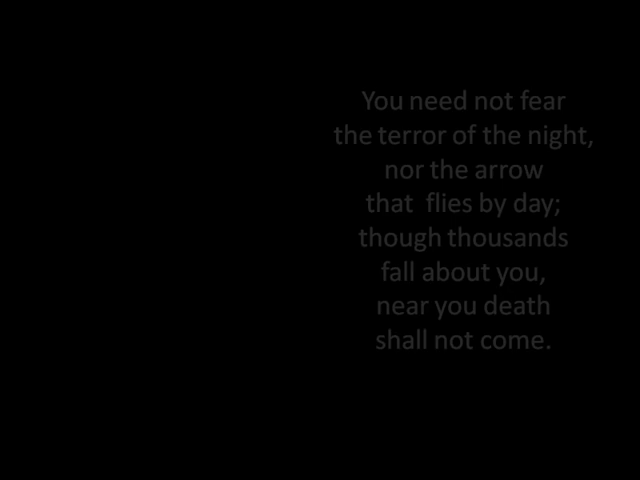 You need not fear
the terror of the night,
nor the arrow
that  flies by day;
though thousands
fall about you,
near you death
shall not come.